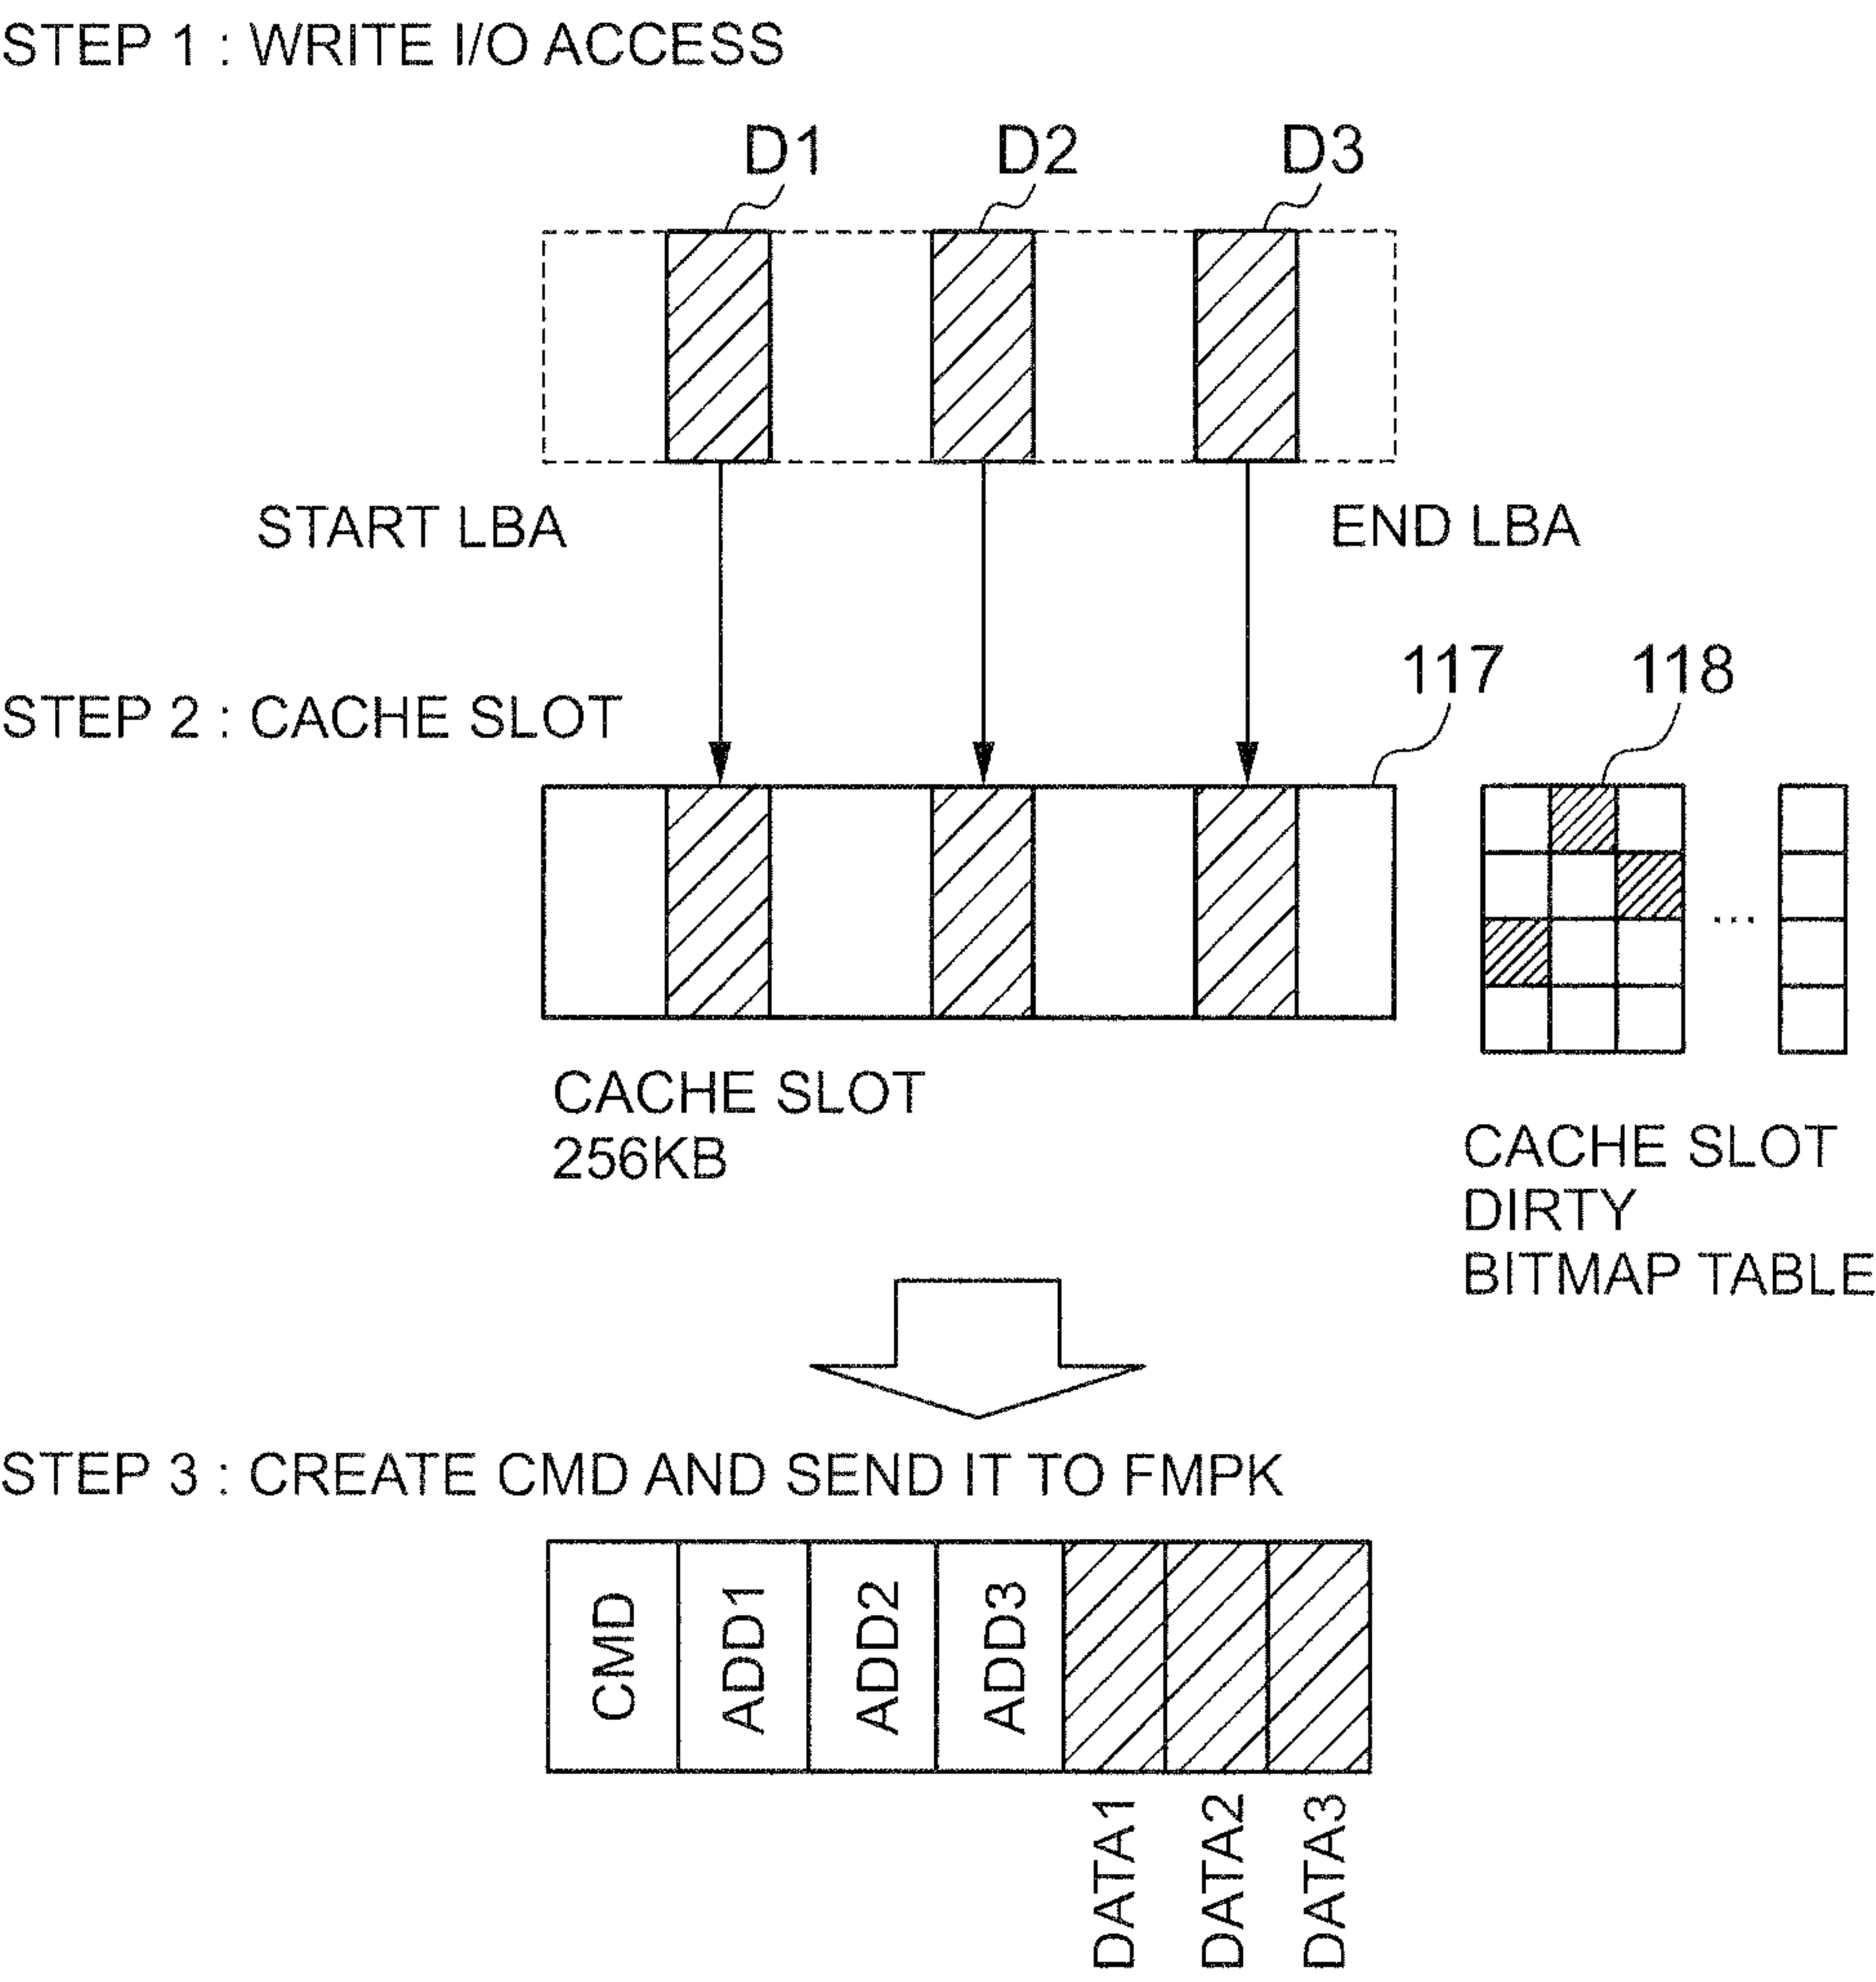 STEP 1 : WRITE I/O ACCESS
D1 D2 D3
START LBA END LBA
117 118
STEP 2 : CACHE SLOT
...
CACHE SLOT
256KB
CACHE SLOT
DIRTY
BITMAP TABLE
STEP 3 : CREATE CMD AND SEND IT TO FMPK
CMD ADD1 ADD2 ADD3
DATA1 DATA2 DATA3